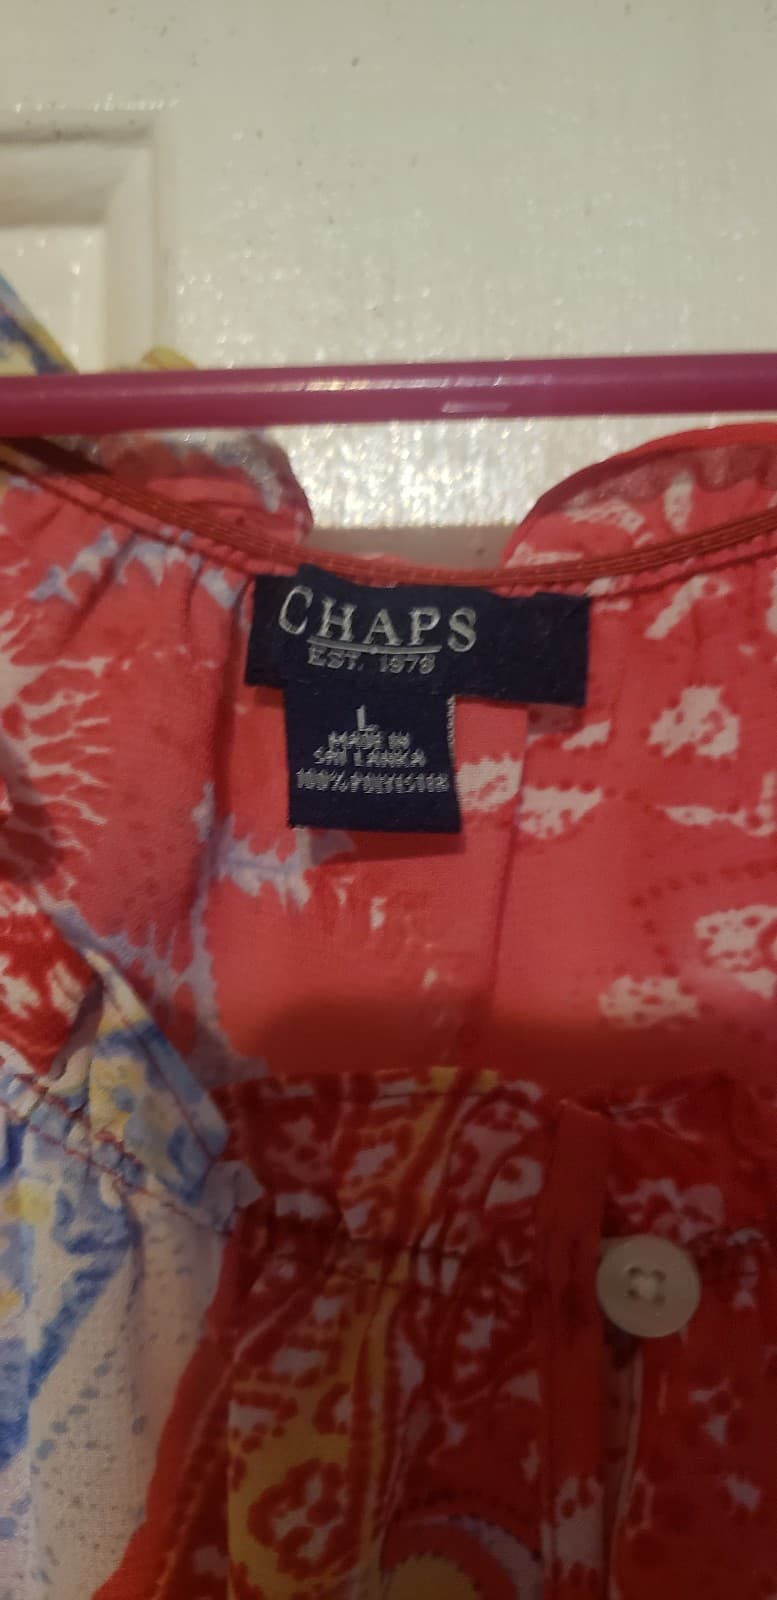 CHAPS
EST. 1978
L
MADE IN
SRI LANKA
100% POLYESTER